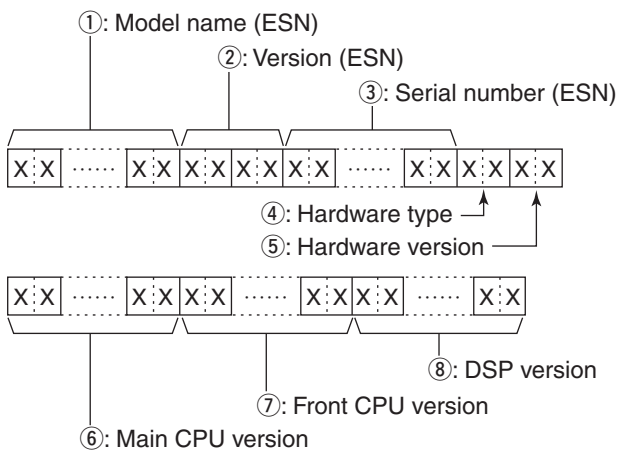 ①: Model name (ESN)
②: Version (ESN)
③: Serial number (ESN)
X X ...... X X X X X X X X ...... X X X X X X
④: Hardware type
⑤: Hardware version
X X ...... X X X X ...... X X X X ...... X X
⑧: DSP version
⑦: Front CPU version
⑥: Main CPU version